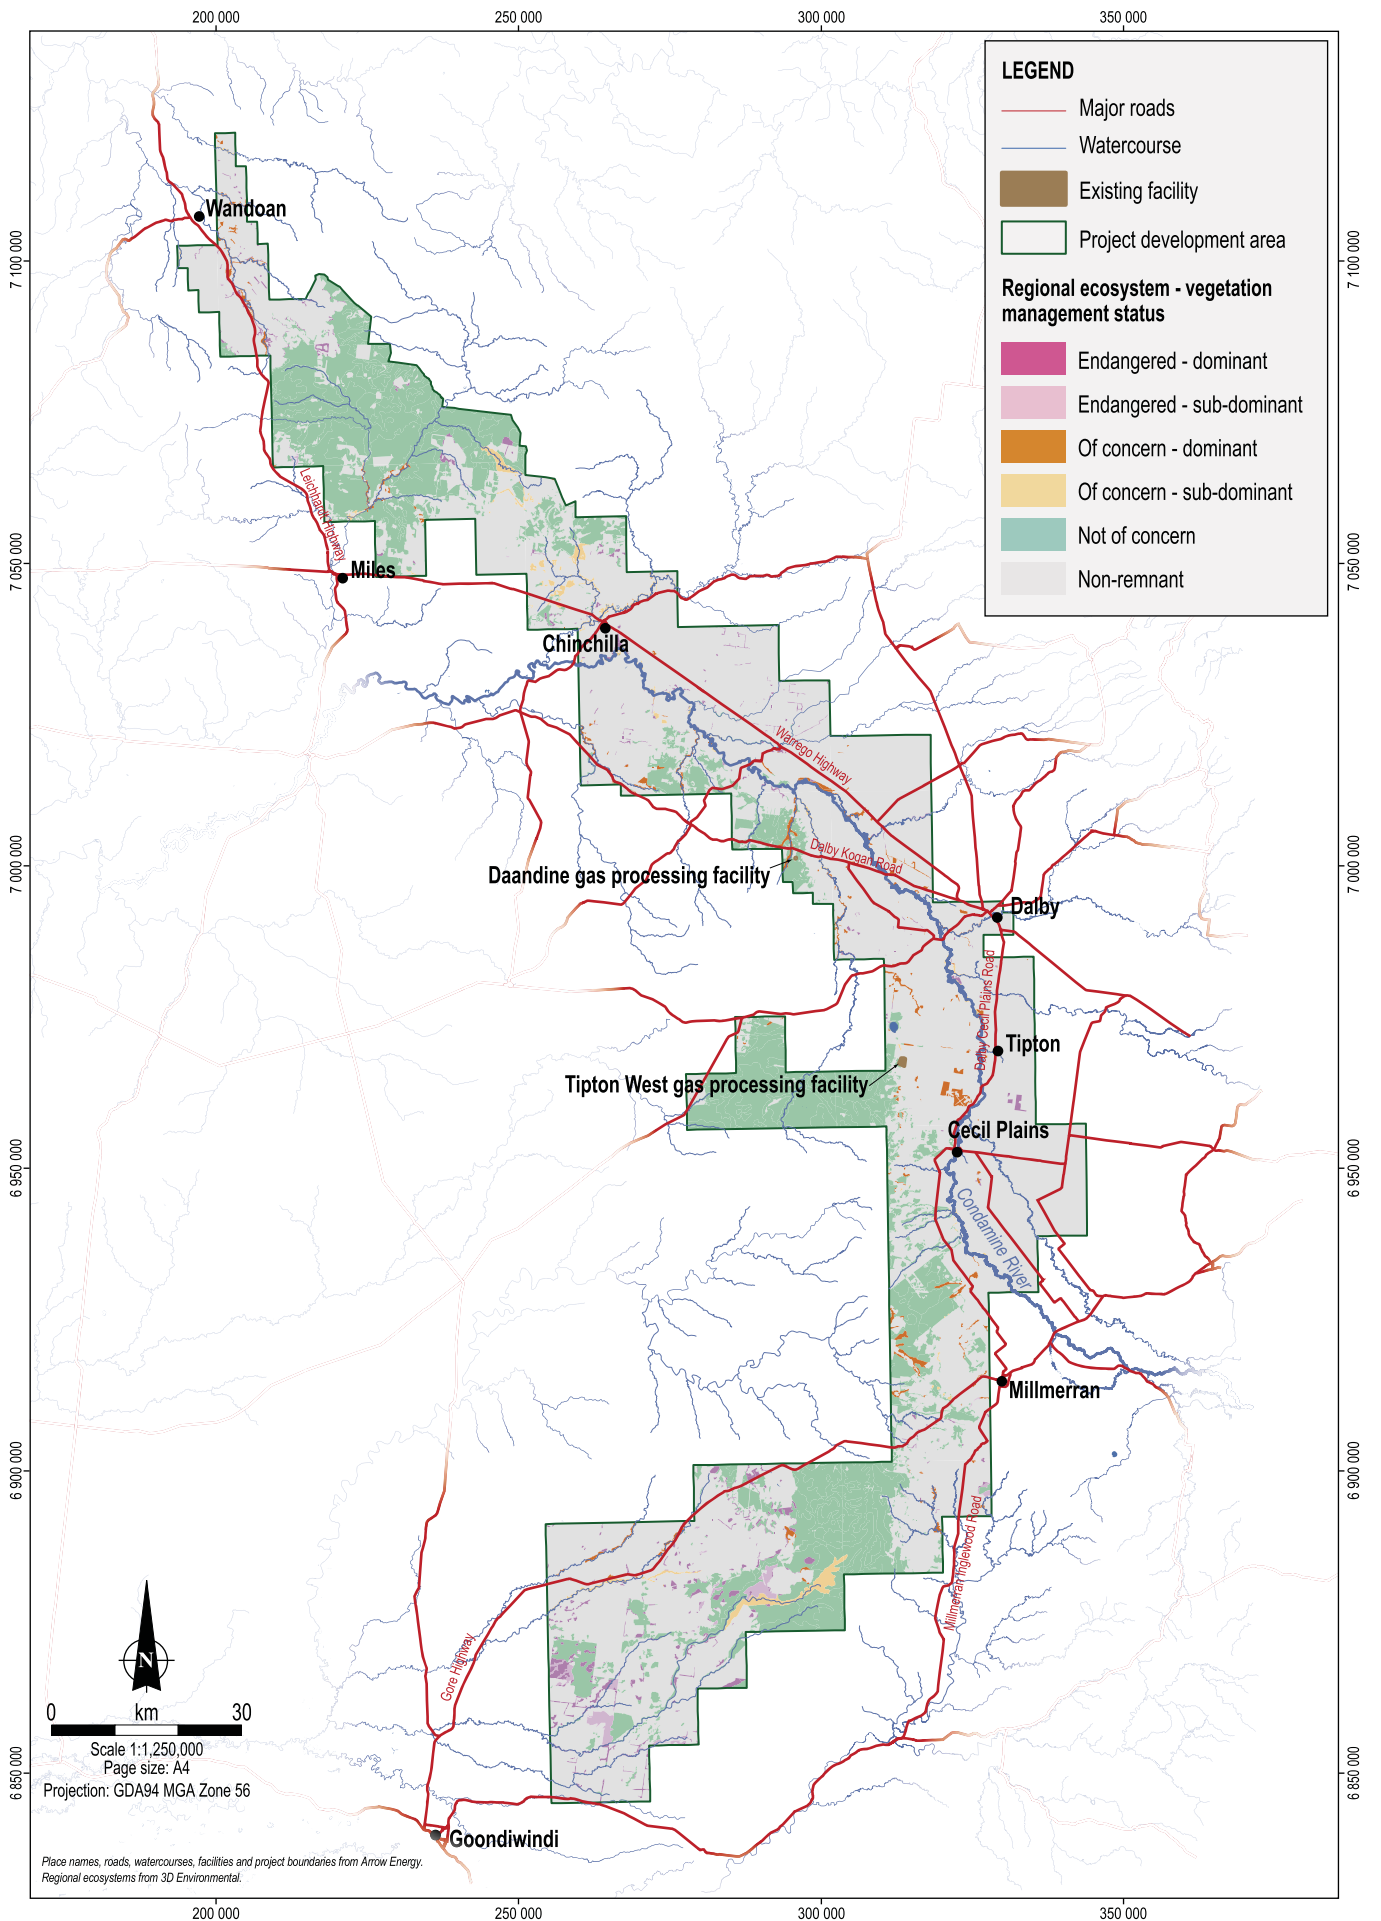 200 000
250 000
300 000
350 000
LEGEND
Major roads
Watercourse
Existing facility
Project development area
Regional ecosystem - vegetation
management status
Endangered - dominant
Endangered - sub-dominant
Of concern - dominant
Of concern - sub-dominant
Not of concern
Non-remnant
7 100 000
7 100 000
Wandoan
Leichhardt Highway
7 050 000
7 050 000
Miles
Chinchilla
Warrego Highway
7 000 000
7 000 000
Dalby Kogan Road
Daandine gas processing facility
Dalby
Dalby Cecil Plains Road
Tipton
Tipton West gas processing facility
Cecil Plains
6 950 000
6 950 000
Condamine River
Millmerran
6 900 000
6 900 000
Millmerran Inglewood Road
Gore Highway
N
0
km
30
Scale 1:1,250,000
Page size: A4
Projection: GDA94 MGA Zone 56
6 850 000
6 850 000
Goondiwindi
Place names, roads, watercourses, facilities and project boundaries from Arrow Energy.
Regional ecosystems from 3D Environmental.
200 000
250 000
300 000
350 000